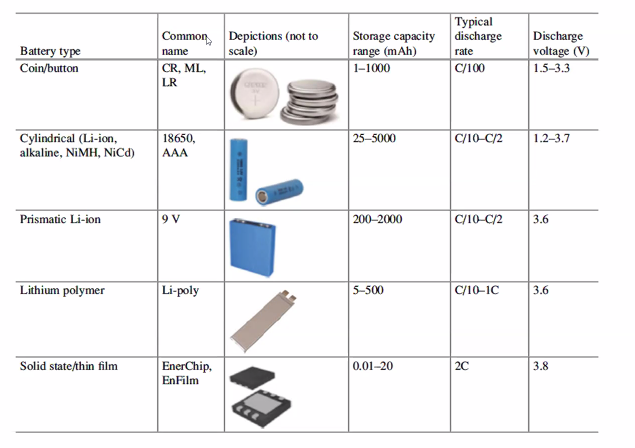 Battery type
Common name
Depictions (not to scale)
Storage capacity range (mAh)
Typical discharge rate
Discharge voltage (V)
Coin/button
CR, ML, LR
1–1000
C/100
1.5–3.3
Cylindrical (Li-ion, alkaline, NiMH, NiCd)
18650, AAA
25–5000
C/10–C/2
1.2–3.7
Prismatic Li-ion
9 V
200–2000
C/10–C/2
3.6
Lithium polymer
Li-poly
5–500
C/10–1C
3.6
Solid state/thin film
EnerChip, EnFilm
0.01–20
2C
3.8